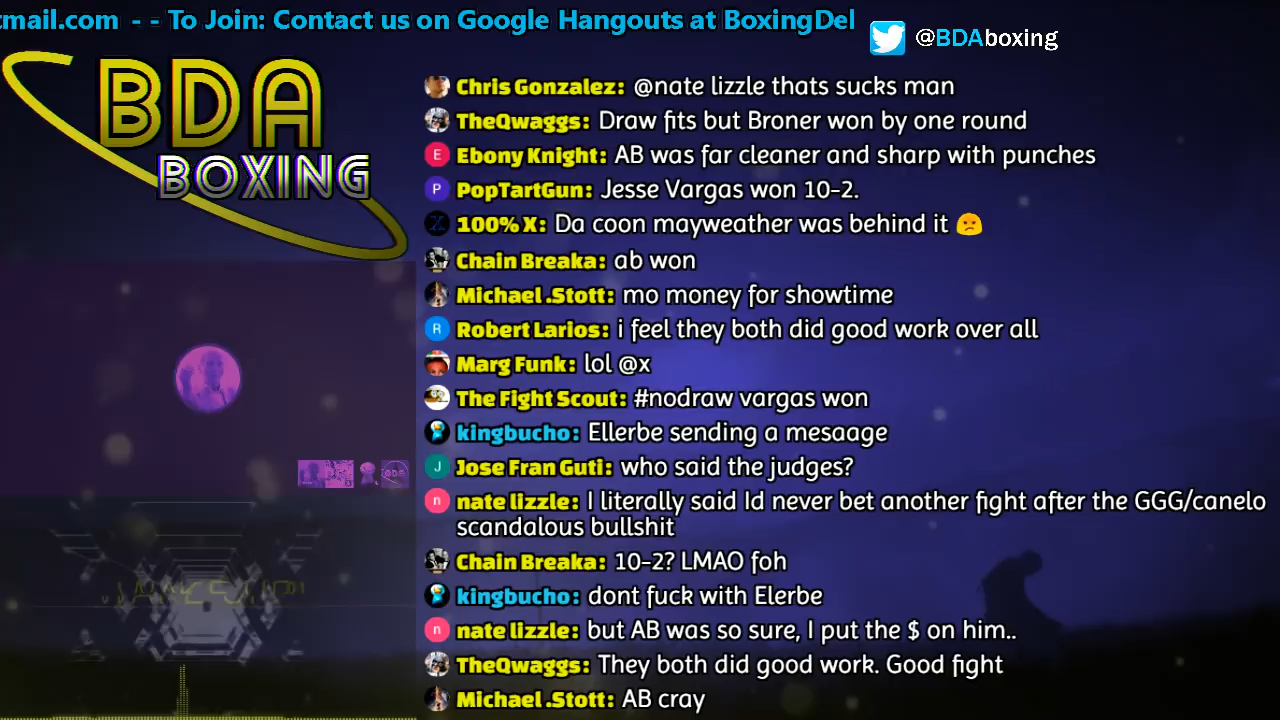 tmail.com - - To Join: Contact us on Google Hangouts at BoxingDel
@BDAboxing
BDA
BOXING
Chris Gonzalez: @nate lizzle thats sucks man
TheQwaggs: Draw fits but Broner won by one round
E Ebony Knight: AB was far cleaner and sharp with punches
P PopTartGun: Jesse Vargas won 10-2.
100% X: Da coon mayweather was behind it
Chain Breaka: ab won
Michael .Stott: mo money for showtime
R Robert Larios: i feel they both did good work over all
Marg Funk: lol @x
The Fight Scout: #nodraw vargas won
kingbucho: Ellerbe sending a mesaage
J Jose Fran Guti: who said the judges?
n nate lizzle: I literally said Id never bet another fight after the GGG/canelo
scandalous bullshit
Chain Breaka: 10-2? LMAO foh
kingbucho: dont fuck with Elerbe
n nate lizzle: but AB was so sure, I put the $ on him..
TheQwaggs: They both did good work. Good fight
Michael .Stott: AB cray